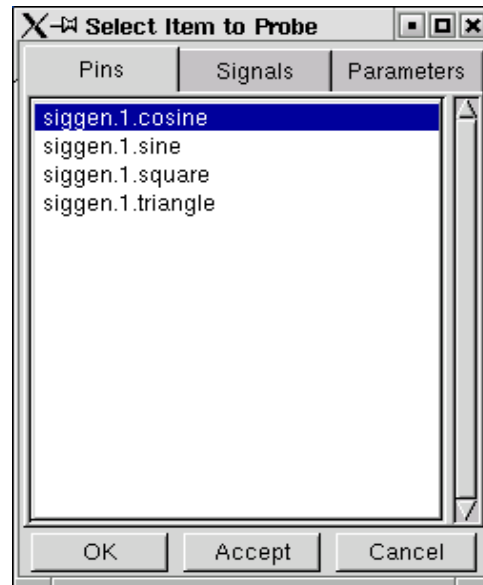 Select Item to Probe
Pins Signals Parameters
siggen.1.cosine
siggen.1.sine
siggen.1.square
siggen.1.triangle
OK Accept Cancel